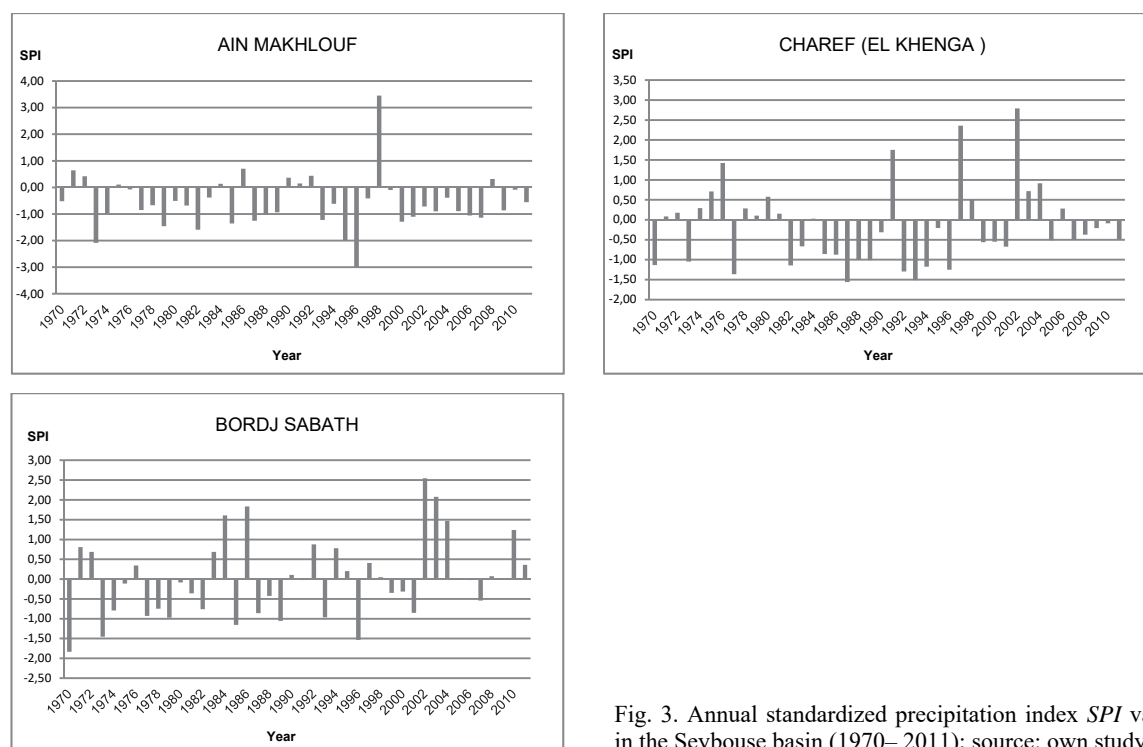 AIN MAKHLOUF
SPI
4,00
3,00
2,00
1,00
0,00
-1,00
-2,00
-3,00
-4,00
1970 1972 1974 1976 1978 1980 1982 1984 1986 1988 1990 1992 1994 1996 1998 2000 2002 2004 2006 2008 2010
Year
CHAREF (EL KHENGA )
SPI
3,50
3,00
2,50
2,00
1,50
1,00
0,50
0,00
-0,50
-1,00
-1,50
-2,00
1970 1972 1974 1976 1978 1980 1982 1984 1986 1988 1990 1992 1994 1996 1998 2000 2002 2004 2006 2008 2010
Year
BORDJ SABATH
SPI
3,00
2,50
2,00
1,50
1,00
0,50
0,00
-0,50
-1,00
-1,50
-2,00
-2,50
1970 1972 1974 1976 1978 1980 1982 1984 1986 1988 1990 1992 1994 1996 1998 2000 2002 2004 2006 2008 2010
Year
Fig. 3. Annual standardized precipitation index SPI
in the Seybouse basin (1970– 2011); source: own study